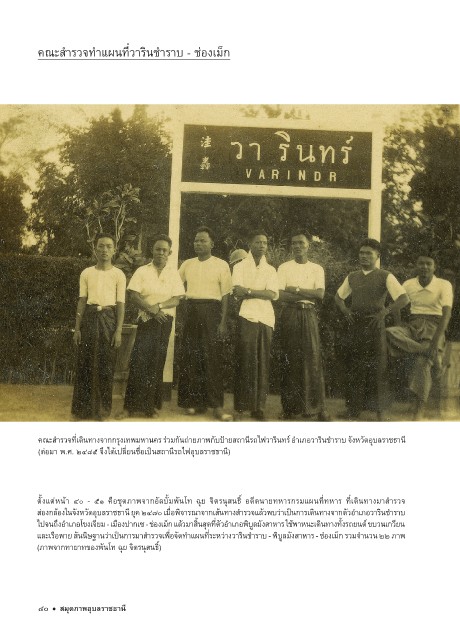 คณะสำรวจทำแผนที่วารินชำราบ - ช่องเม็ก
วารินทร์
VARINDR
คณะสำรวจที่เดินทางจากกรุงเทพมหานคร ร่วมกันถ่ายภาพกับป้ายสถานีรถไฟวารินทร์ อำเภอวารินชำราบ จังหวัดอุบลราชธานี
(ต่อมา พ.ศ. ๒๔๘๕ จึงได้เปลี่ยนชื่อเป็นสถานีรถไฟอุบลราชธานี)
ตั้งแต่หน้า ๔๐ - ๕๑ คือชุดภาพจากอัลบั้มพันโท ฉุย จิตรนุสนธิ์ อดีตนายทหารกรมแผนที่ทหาร ที่เดินทางมาสำรวจ
ส่องกล้องในจังหวัดอุบลราชธานี ยุค ๒๔๗๐ เมื่อพิจารณาจากเส้นทางสำรวจแล้วพบว่าเป็นการเดินทางจากตัวอำเภอวารินชำราบ
ไปจนถึงอำเภอโขงเจียม - เมืองปากเซ - ช่องเม็ก แล้วมาสิ้นสุดที่ตัวอำเภอพิบูลมังสาหาร ใช้พาหนะเดินทางทั้งรถยนต์ ขบวนเกวียน
และเรือพาย สันนิษฐานว่าเป็นการมาสำรวจเพื่อจัดทำแผนที่ระหว่างวารินชำราบ - พิบูลมังสาหาร - ช่องเม็ก รวมจำนวน ๒๒ ภาพ
(ภาพจากทายาทของพันโท ฉุย จิตรนุสนธิ์)
๔๐ • สมุดภาพอุบลราชธานี